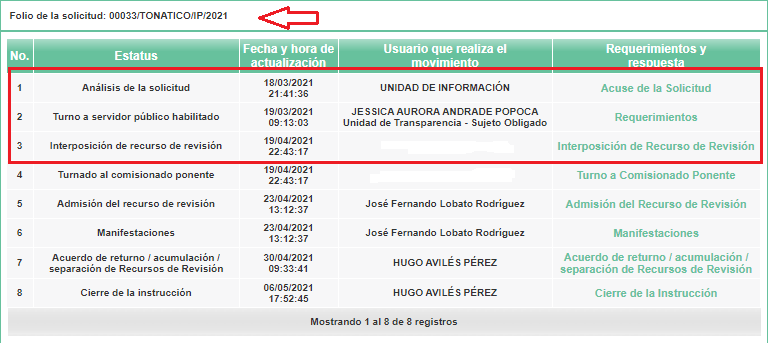 Folio de la solicitud: 00033/TONATICO/IP/2021
No. Estatus Fecha y hora de actualización Usuario que realiza el movimiento Requerimientos y respuesta
1 Análisis de la solicitud 18/03/2021 21:41:36 UNIDAD DE INFORMACIÓN Acuse de la Solicitud
2 Turno a servidor público habilitado 19/03/2021 09:13:03 JESSICA AURORA ANDRADE POPOCA Unidad de Transparencia - Sujeto Obligado Requerimientos
3 Interposición de recurso de revisión 19/04/2021 22:43:17 Interposición de Recurso de Revisión
4 Turnado al comisionado ponente 19/04/2021 22:43:17 Turno a Comisionado Ponente
5 Admisión del recurso de revisión 23/04/2021 13:12:37 José Fernando Lobato Rodríguez Admisión del Recurso de Revisión
6 Manifestaciones 23/04/2021 13:12:37 José Fernando Lobato Rodríguez Manifestaciones
7 Acuerdo de returno / acumulación / separación de Recursos de Revisión 30/04/2021 09:33:41 HUGO AVILÉS PÉREZ Acuerdo de returno / acumulación / separación de Recursos de Revisión
8 Cierre de la instrucción 06/05/2021 17:52:45 HUGO AVILÉS PÉREZ Cierre de la Instrucción
Mostrando 1 al 8 de 8 registros